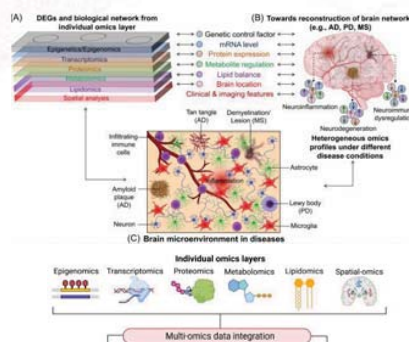 (A)
DEGs and biological network from
individual omics layer
(B)
Towards reconstruction of brain network
(e.g., AD, PD, MS)
Epigenetics/Epigenomics
Transcriptomics
Proteomics
Lipidomics
Spatial analyses
Genetic control factor
mRNA level
Protein expression
Metabolite regulation
Lipid balance
Brain location
Clinical & imaging features
Neuroinflammation
Neuroimmune
dysregulation
Neurodegeneration
Heterogeneous omics
profiles under different
disease conditions
Tan tangle
(AD)
Demyelination/
Lesion (MS)
Infiltrating
immune
cells
Amyloid
plaque
(AD)
Neuron
Astrocyte
Lewy body
(PD)
Microglia
(C) Brain microenvironment in diseases
Individual omics layers
Epigenomics
Transcriptomics
Proteomics
Metabolomics
Lipidomics
Spatial-omics
Multi-omics data integration